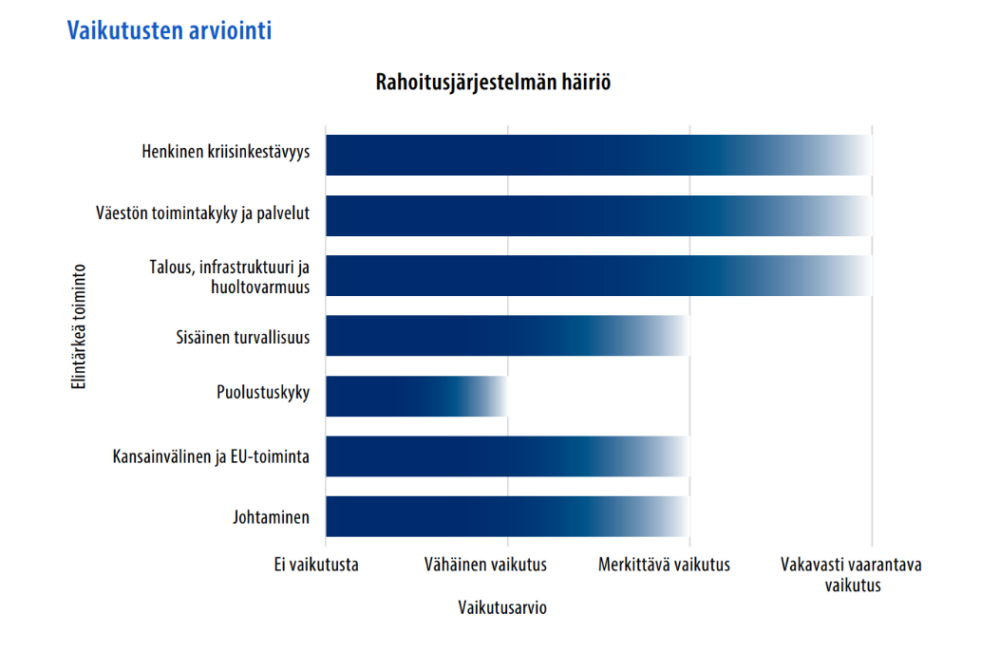 Vaikutusten arviointi
Rahoitusjärjestelmän häiriö
Henkinen kriisinkestävyys
Väestön toimintakyky ja palvelut
Talous, infrastruktuuri ja
huoltovarmuus
Sisäinen turvallisuus
Puolustuskyky
Kansainvälinen ja EU-toiminta
Johtaminen
Elintärkeä toiminto
Ei vaikutusta
Vähäinen vaikutus
Merkittävä vaikutus
Vakavasti vaarantava
vaikutus
Vaikutusarvio